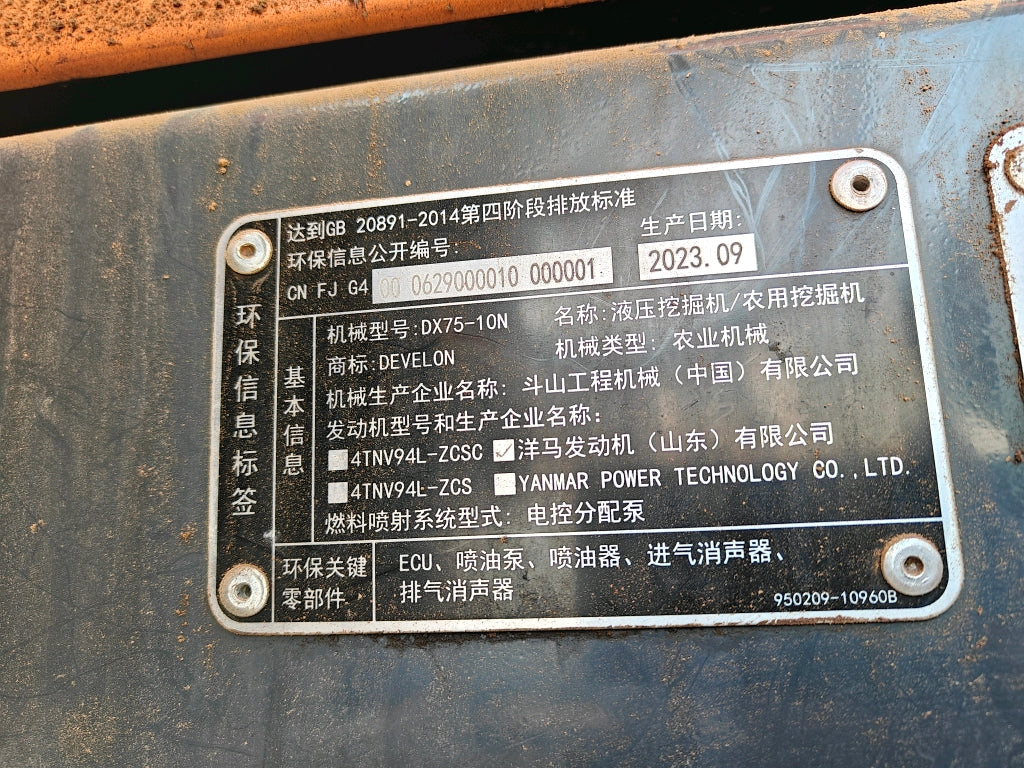 达到GB 20891-2014第四阶段排放标准
环保信息公开编号:
生产日期:
CN FJ G4 00 0629000010 000001
2023.09
环保信息标签
基本信息
机械型号:DX75-10N
名称:液压挖掘机/农用挖掘机
商标:DEVELON
机械类型: 农业机械
机械生产企业名称: 斗山工程机械（中国）有限公司
发动机型号和生产企业名称:
4TNV94L-ZCSC 洋马发动机（山东）有限公司
4TNV94L-ZCS YANMAR POWER TECHNOLOGY CO.,LTD.
燃料喷射系统型式: 电控分配泵
环保关键
零部件
ECU、喷油泵、喷油器、进气消声器、
排气消声器
950209-10960B